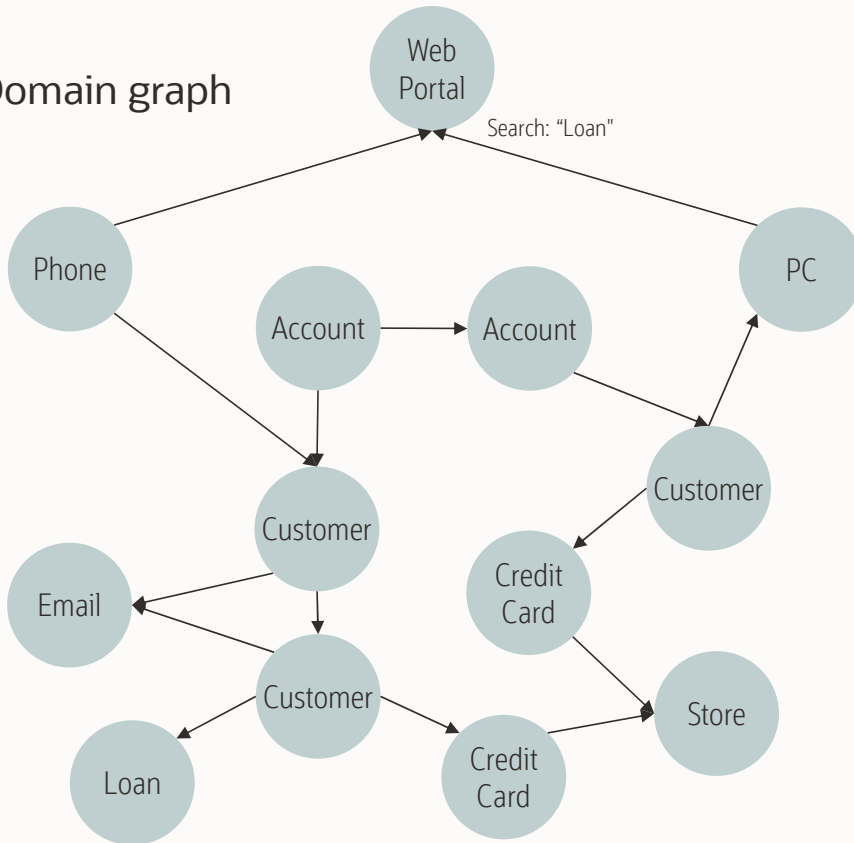 omain graph
Web
Portal
Search: “Loan"
Phone
PC
Account
Account
Customer
Customer
Credit
Card
Email
Customer
Store
Credit
Card
Loan